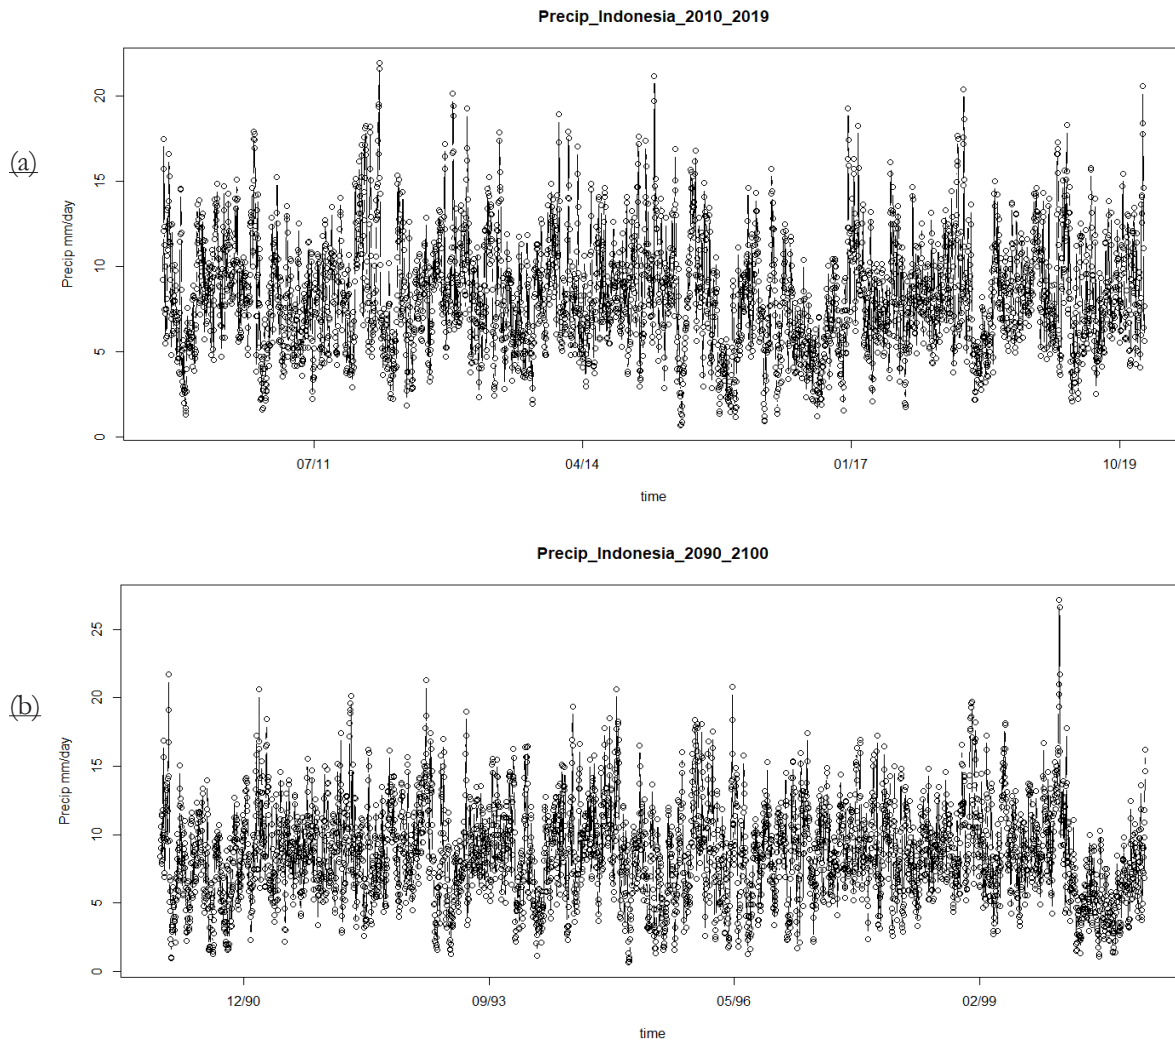 Precip_Indonesia_2010_2019
(a)
Precip mm/day
20
15
10
5
0
07/11
04/14
01/17
10/19
time
Precip_Indonesia_2090_2100
(b)
Precip mm/day
25
20
15
10
5
0
12/90
09/93
05/96
02/99
time